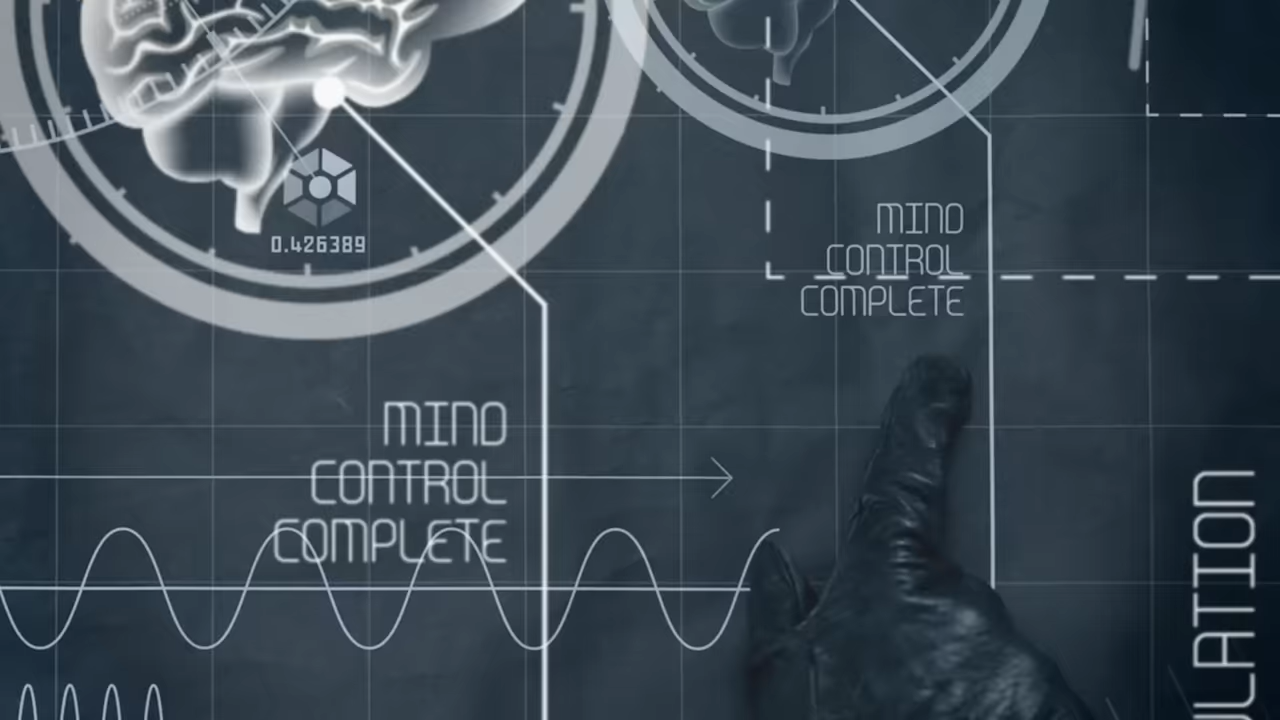 0.426389
MIND
CONTROL
COMPLETE
MIND
CONTROL
COMPLETE